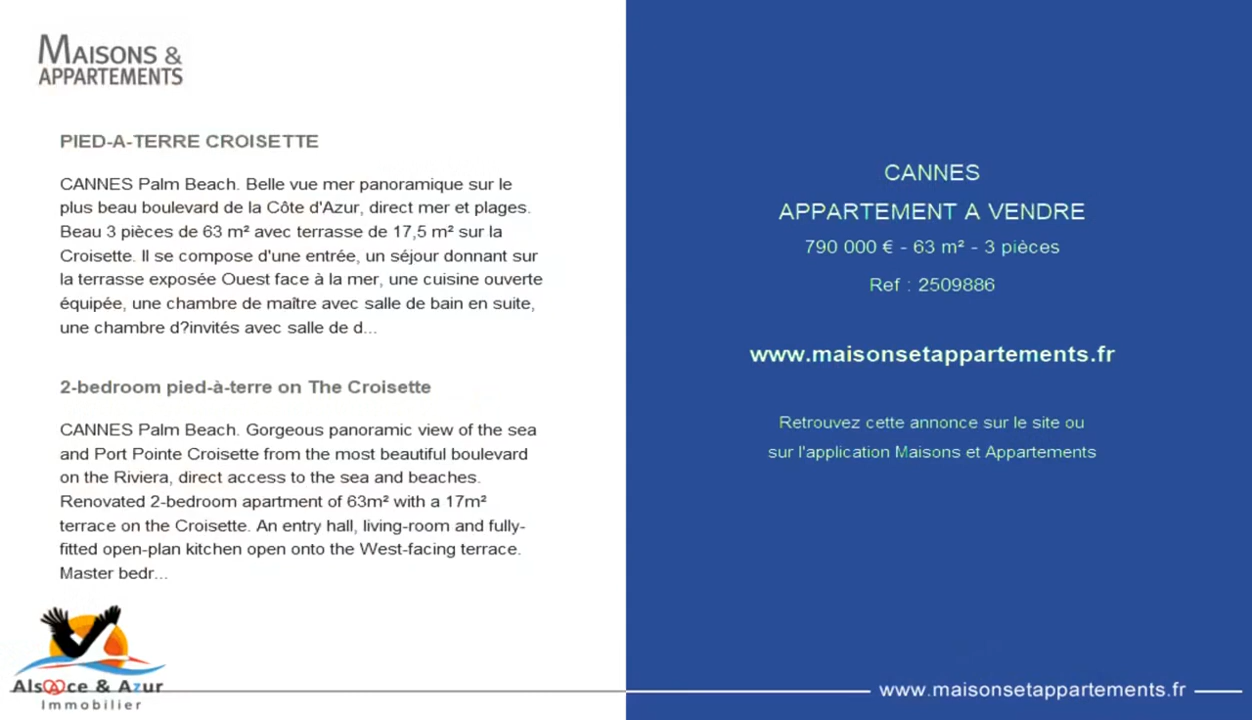 MAISONS &
APPARTEMENTS
PIED-A-TERRE CROISETTE
CANNES Palm Beach. Belle vue mer panoramique sur le
plus beau boulevard de la Côte d'Azur, direct mer et plages.
Beau 3 pièces de 63 m² avec terrasse de 17,5 m² sur la
Croisette. Il se compose d'une entrée, un séjour donnant sur
la terrasse exposée Ouest face à la mer, une cuisine ouverte
équipée, une chambre de maître avec salle de bain en suite,
une chambre d?invités avec salle de d...
2-bedroom pied-à-terre on The Croisette
CANNES Palm Beach. Gorgeous panoramic view of the sea
and Port Pointe Croisette from the most beautiful boulevard
on the Riviera, direct access to the sea and beaches.
Renovated 2-bedroom apartment of 63m² with a 17m²
terrace on the Croisette. An entry hall, living-room and fully-
fitted open-plan kitchen open onto the West-facing terrace.
Master bedr...
Alsace & Azur
Immobilier
CANNES
APPARTEMENT A VENDRE
790 000 € - 63 m² - 3 pièces
Ref : 2509886
www.maisonsetappartements.fr
Retrouvez cette annonce sur le site ou
sur l'application Maisons et Appartements
www.maisonsetappartements.fr